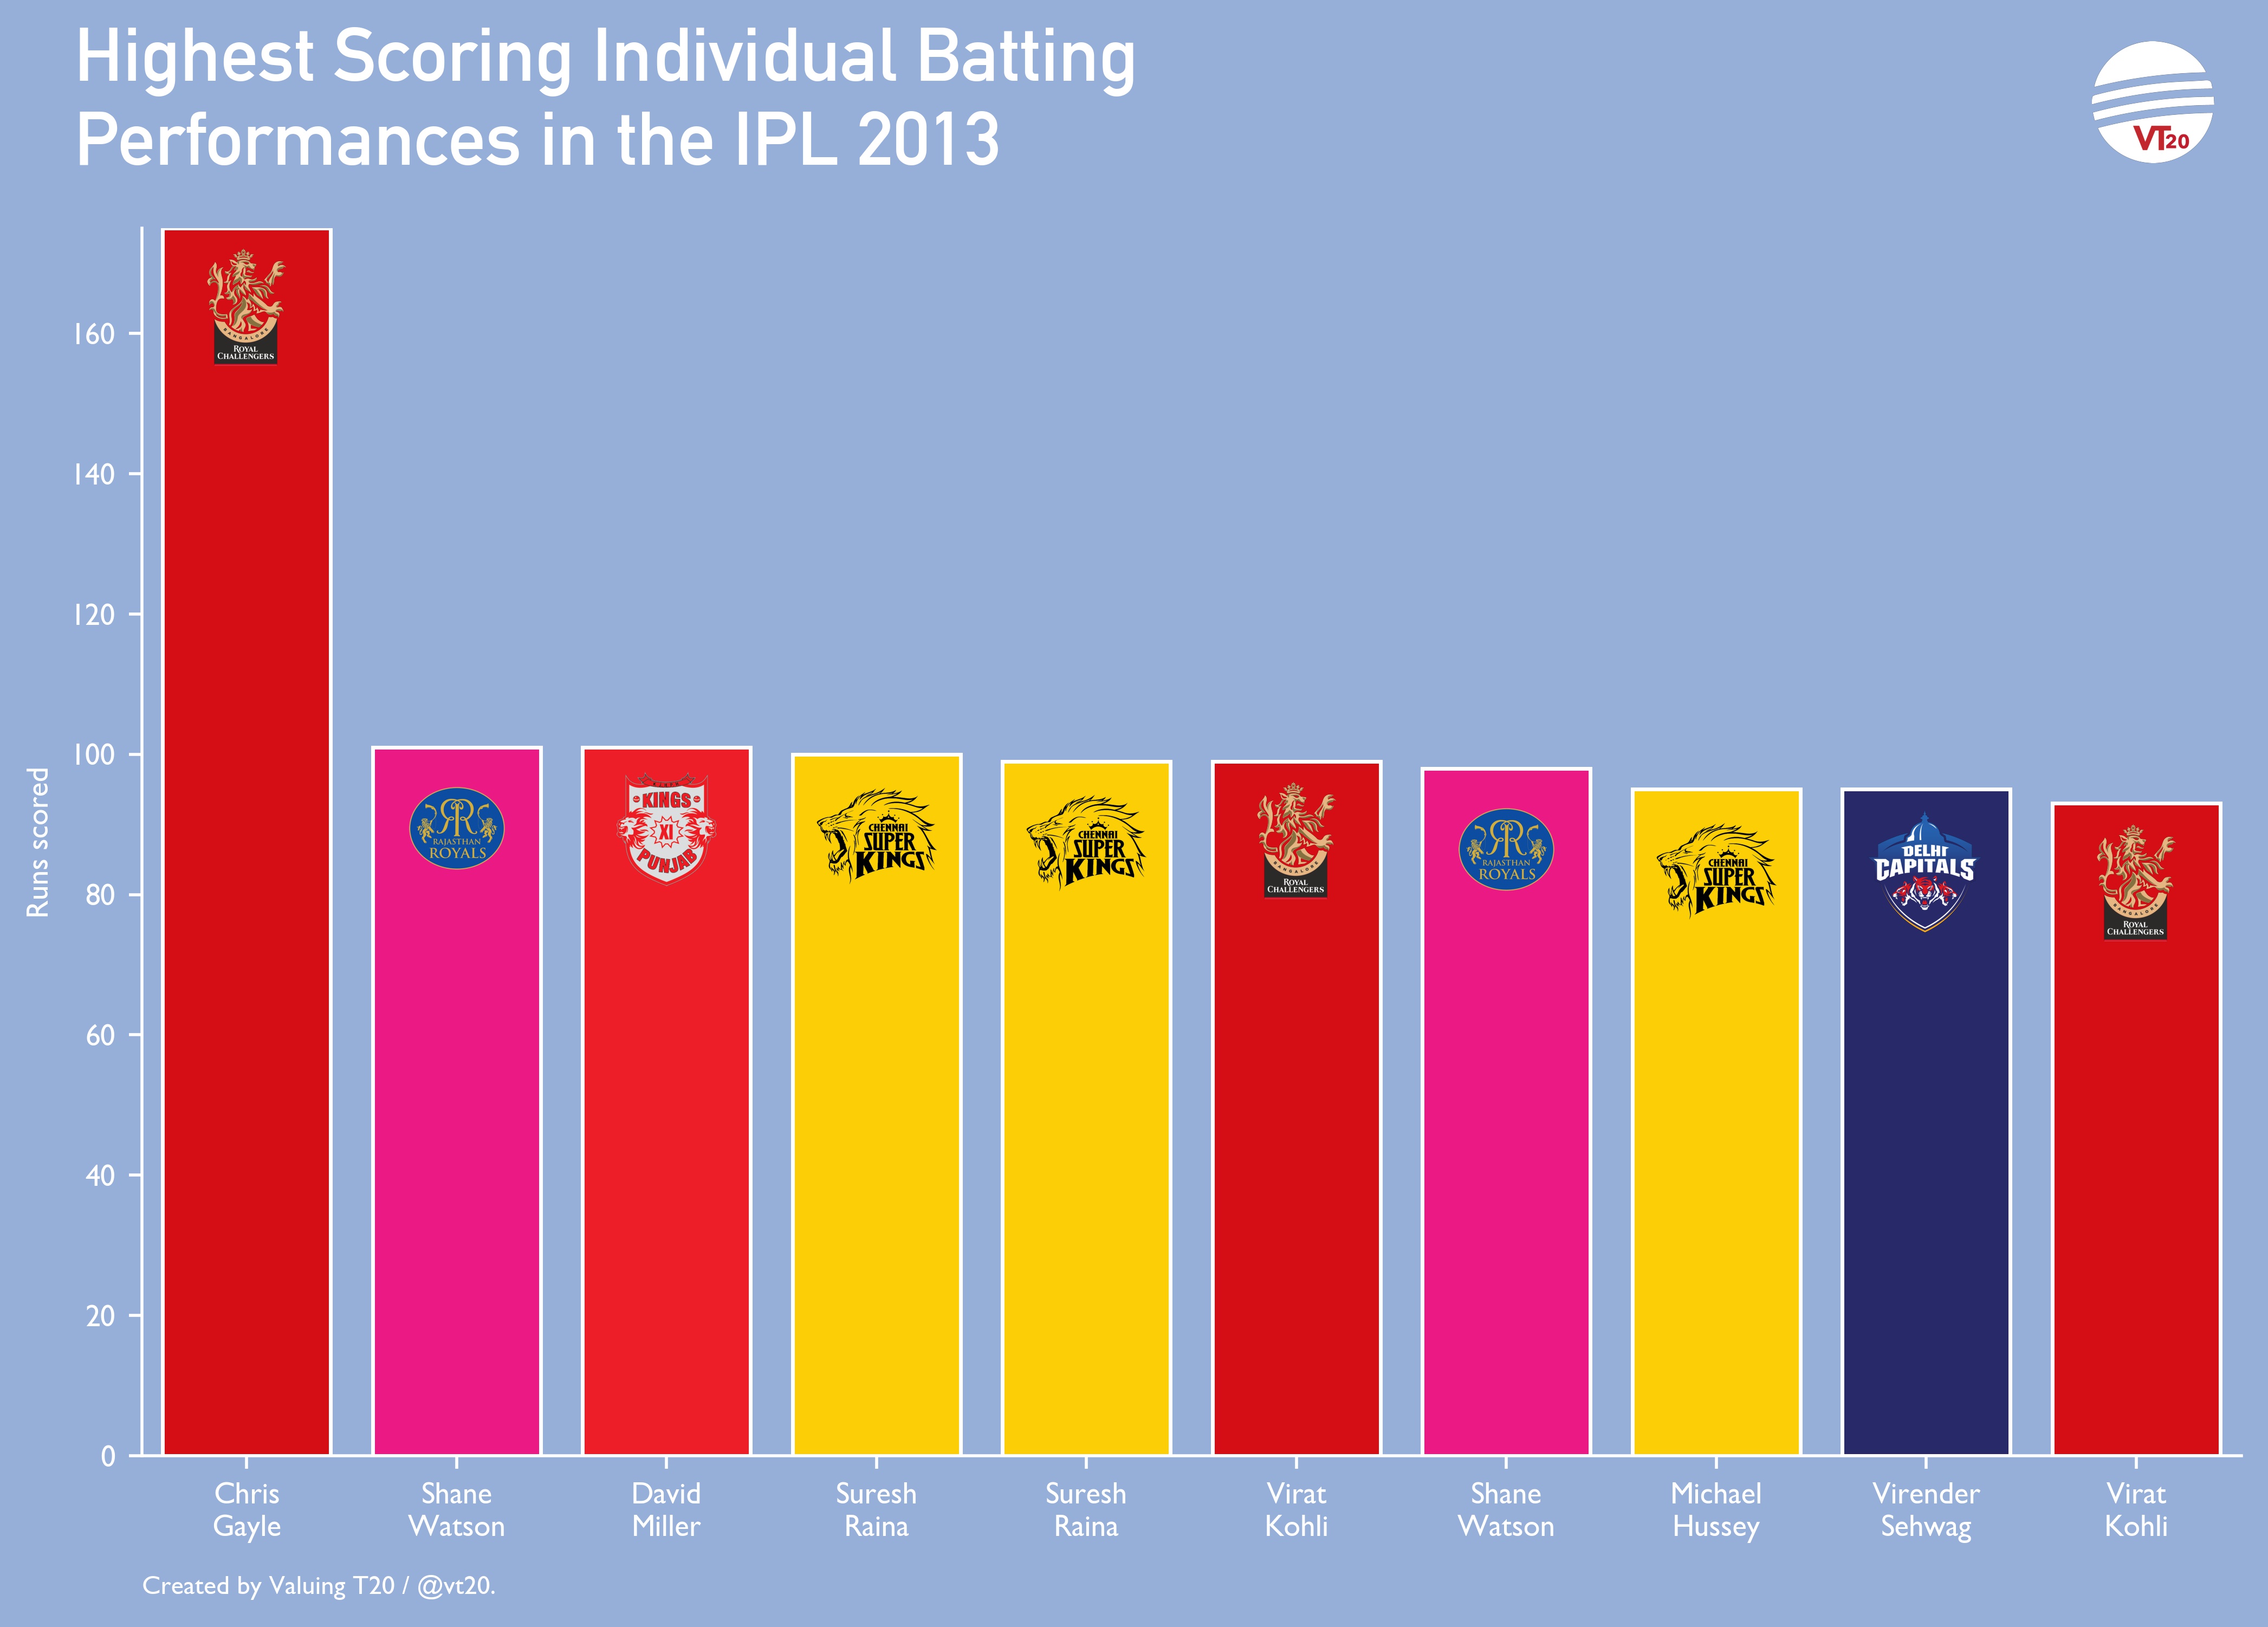 Highest Scoring Individual Batting
Performances in the IPL 2013
VT20
Runs scored
160
140
120
100
80
60
40
20
0
ROYAL
CHALLENGERS
RAJASTHAN
ROYALS
KINGS
XI
PUNJAB
CHENNAI
SUPER
KINGS
CHENNAI
SUPER
KINGS
BANGALORE
ROYAL
CHALLENGERS
RAJASTHAN
ROYALS
CHENNAI
SUPER
KINGS
DELHI
CAPITALS
BANGALORE
ROYAL
CHALLENGERS
Chris
Gayle
Shane
Watson
David
Miller
Suresh
Raina
Suresh
Raina
Virat
Kohli
Shane
Watson
Michael
Hussey
Virender
Sehwag
Virat
Kohli
Created by Valuing T20 / @vt20.